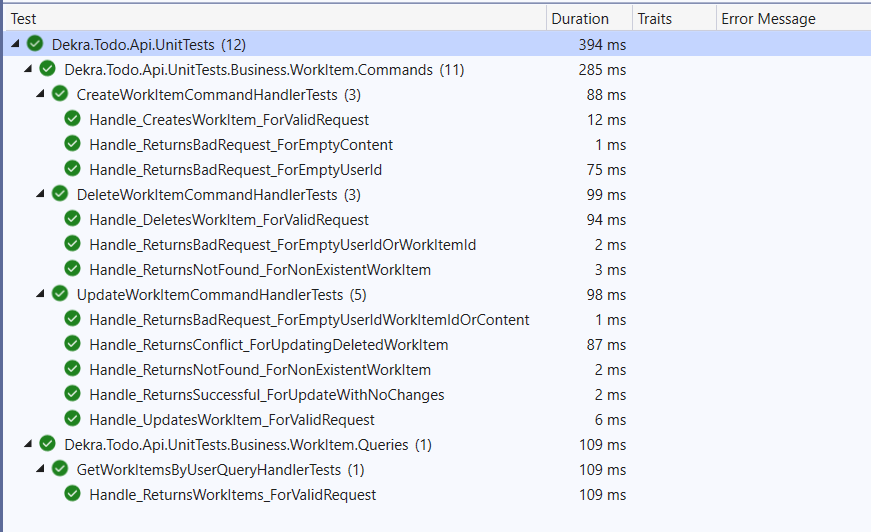 Test Duration Traits Error Message
Dekra.Todo.Api.UnitTests (12) 394 ms
Dekra.Todo.Api.UnitTests.Business.WorkItem.Commands (11) 285 ms
CreateWorkItemCommandHandlerTests (3) 88 ms
Handle_CreatesWorkItem_ForValidRequest 12 ms
Handle_ReturnsBadRequest_ForEmptyContent 1 ms
Handle_ReturnsBadRequest_ForEmptyUserId 75 ms
DeleteWorkItemCommandHandlerTests (3) 99 ms
Handle_DeletesWorkItem_ForValidRequest 94 ms
Handle_ReturnsBadRequest_ForEmptyUserIdOrWorkItemId 2 ms
Handle_ReturnsNotFound_ForNonExistentWorkItem 3 ms
UpdateWorkItemCommandHandlerTests (5) 98 ms
Handle_ReturnsBadRequest_ForEmptyUserIdWorkItemIdOrContent 1 ms
Handle_ReturnsConflict_ForUpdatingDeletedWorkItem 87 ms
Handle_ReturnsNotFound_ForNonExistentWorkItem 2 ms
Handle_ReturnsSuccessful_ForUpdateWithNoChanges 2 ms
Handle_UpdatesWorkItem_ForValidRequest 6 ms
Dekra.Todo.Api.UnitTests.Business.WorkItem.Queries (1) 109 ms
GetWorkItemsByUserQueryHandlerTests (1) 109 ms
Handle_ReturnsWorkItems_ForValidRequest 109 ms